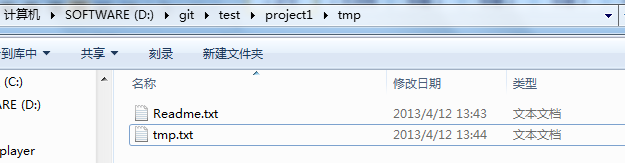 计算机 ▸ SOFTWARE (D:) ▸ git ▸ test ▸ project1 ▸ tmp
到库中 ▼ 共享 ▼ 刻录 新建文件夹
名称 修改日期 类型
(C:)
ARE (D:)
player
Readme.txt 2013/4/12 13:43 文本文档
tmp.txt 2013/4/12 13:44 文本文档